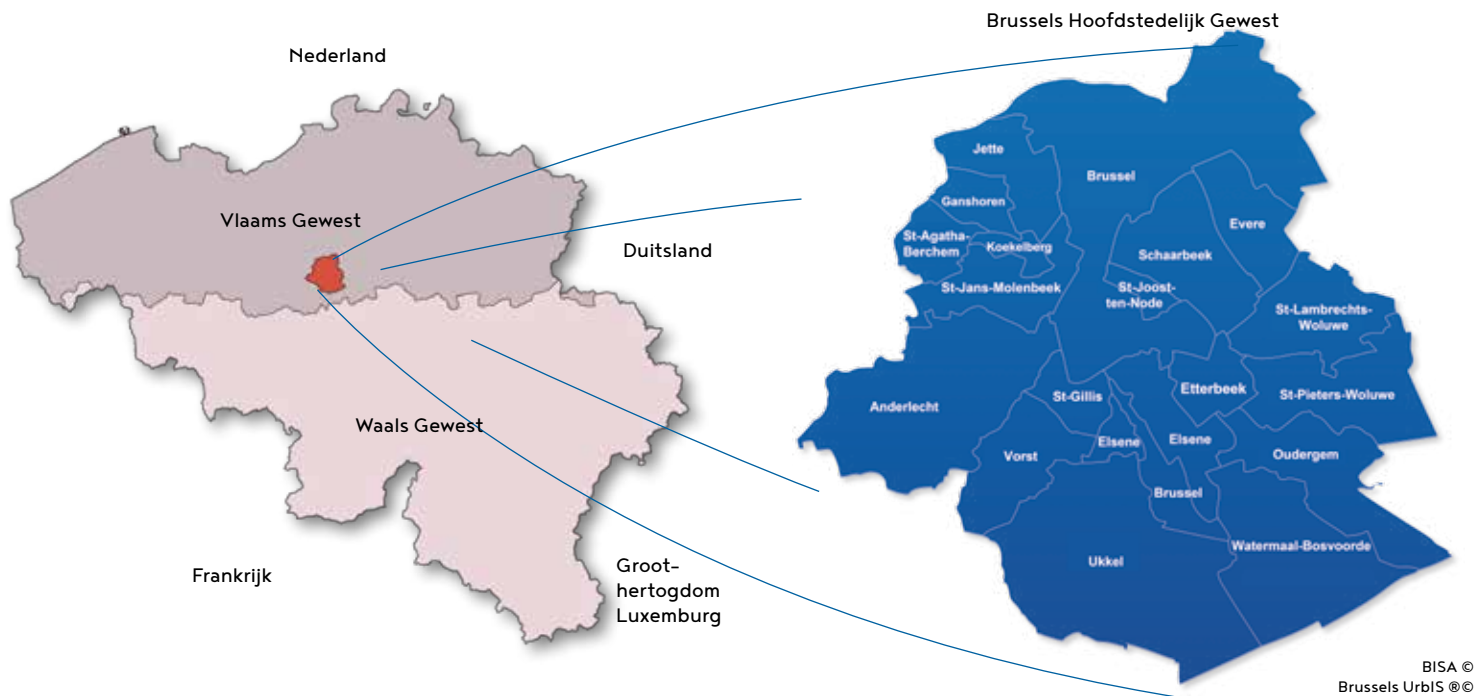 Brussels Hoofdstedelijk Gewest
Nederland
Vlaams Gewest
Duitsland
Waals Gewest
Frankrijk
Groot-
hertogdom
Luxemburg
Jette
Brussel
Ganshoren
Evere
St-Agatha-
Berchem
Koekelberg
Schaarbeek
St-Jans-Molenbeek
St-Joost-
ten-Node
St-Lambrechts-
Woluwe
Etterbeek
St-Pieters-Woluwe
St-Gillis
Anderlecht
Elsene
Elsene
Vorst
Oudergem
Brussel
Watermaal-Bosvoorde
Ukkel
BISA ©
Brussels UrbIS ®©